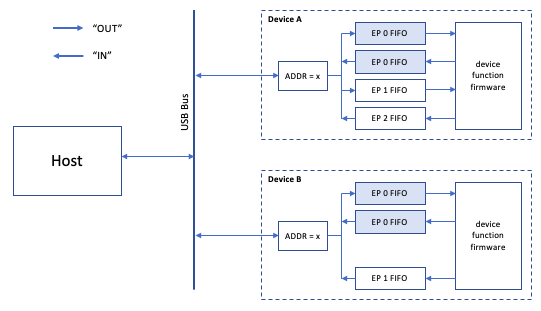 “OUT”
“IN”
Host
USB Bus
Device A
ADDR = x
EP 0 FIFO
EP 0 FIFO
EP 1 FIFO
EP 2 FIFO
device
function
firmware
Device B
ADDR = x
EP 0 FIFO
EP 0 FIFO
EP 1 FIFO
device
function
firmware